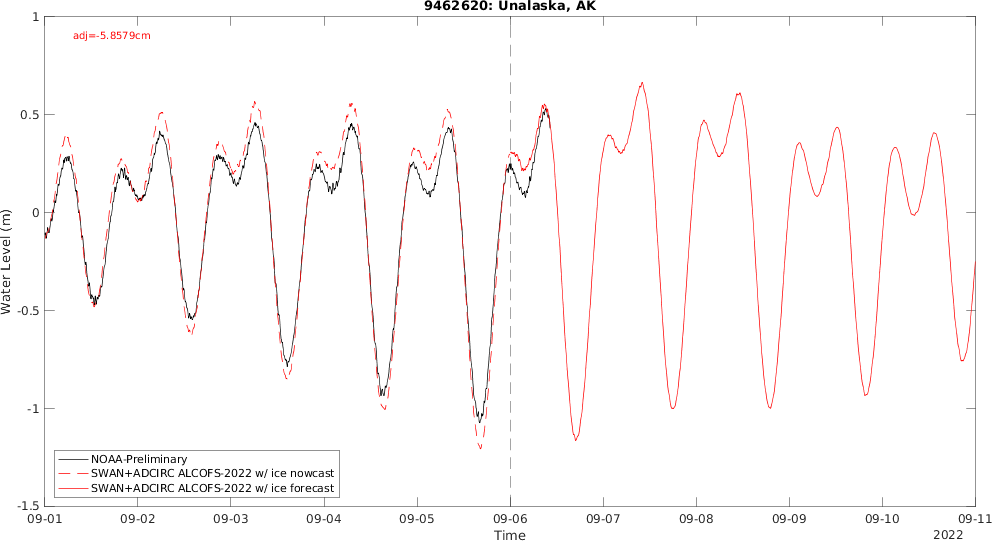 9462620: Unalaska, AK
adj=-5.8579cm
1
0.5
0
-0.5
-1
-1.5
Water Level (m)
NOAA-Preliminary
SWAN+ADCIRC ALCOFS-2022 w/ ice nowcast
SWAN+ADCIRC ALCOFS-2022 w/ ice forecast
09-01 09-02 09-03 09-04 09-05 09-06 09-07 09-08 09-09 09-10 09-11
Time
2022